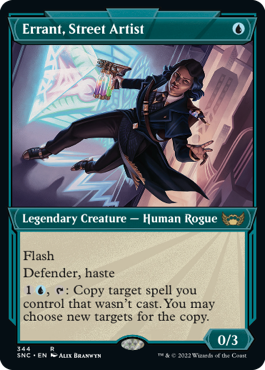 Errant, Street Artist
Legendary Creature — Human Rogue
Flash
Defender, haste
1, : Copy target spell you
control that wasn't cast. You may
choose new targets for the copy.
0/3
344 R
SNC • EN ALIX BRANWYN
™ & © 2022 Wizards of the Coast